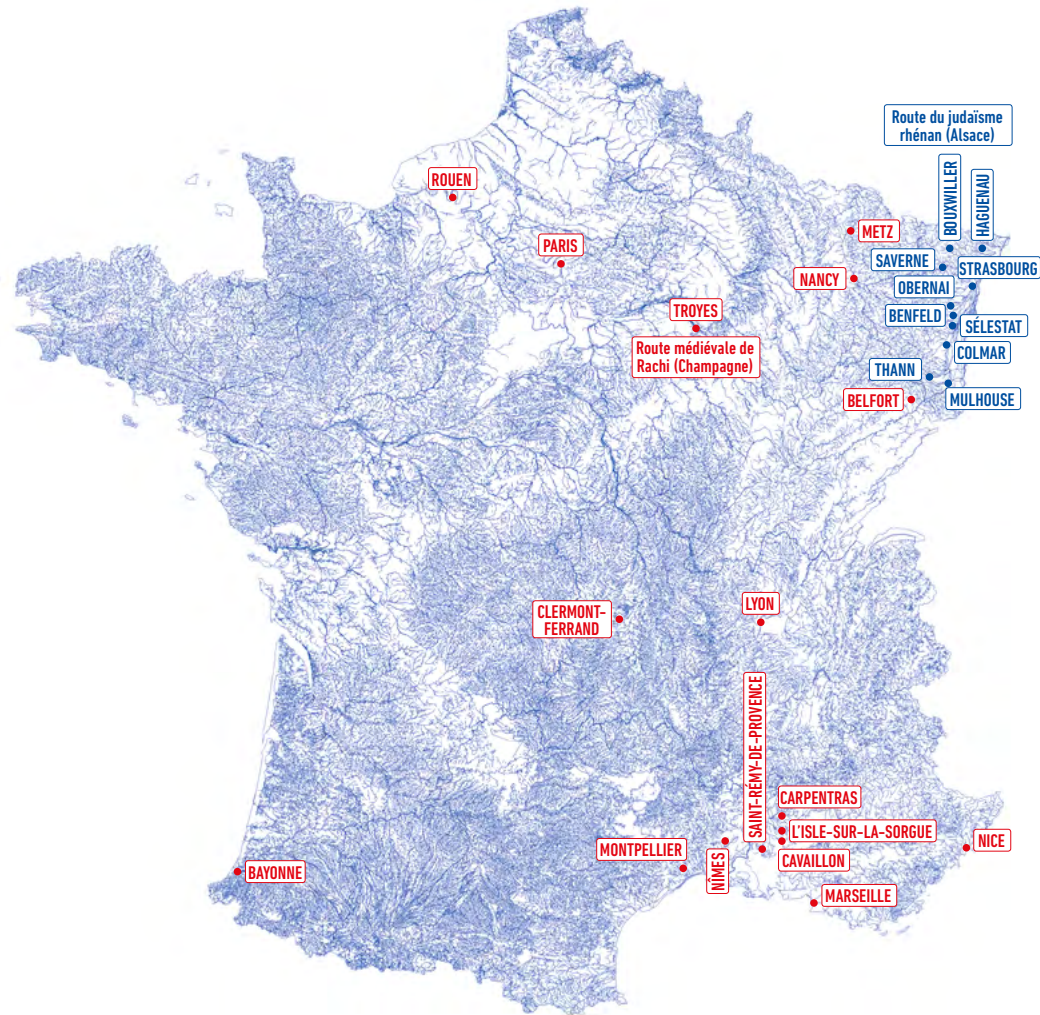 Route du judaïsme
rhénan (Alsace)
BOUXWILLER
HAGUENAU
ROUEN
METZ
PARIS
SAVERNE
STRASBOURG
NANCY
OBERNAI
TROYES
BENFELD
SÉLESTAT
Route médiévale de
Rachi (Champagne)
COLMAR
THANN
BELFORT
MULHOUSE
CLERMONT-
FERRAND
LYON
SAINT-RÉMY-DE-PROVENCE
CARPENTRAS
L'ISLE-SUR-LA-SORGUE
NICE
MONTPELLIER
NÎMES
CAVAILLON
BAYONNE
MARSEILLE